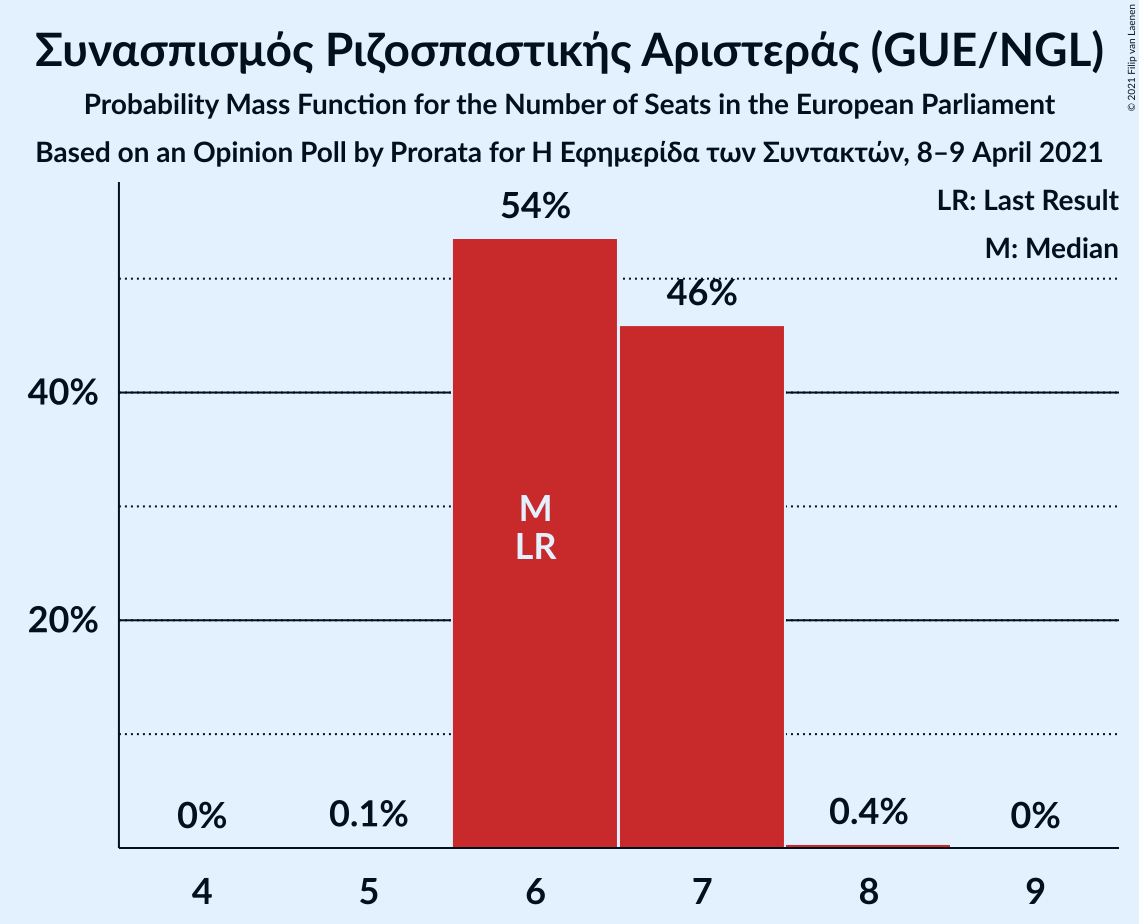 Συνασπισμός Ριζοσπαστικής Αριστεράς (GUE/NGL)
Probability Mass Function for the Number of Seats in the European Parliament
Based on an Opinion Poll by Prorata for Η Εφημερίδα των Συντακτών, 8–9 April 2021
© 2021 Filip van Laenen
LR: Last Result
M: Median
54%
46%
40%
M
LR
20%
0%
0.1%
0.4%
0%
4
5
6
7
8
9